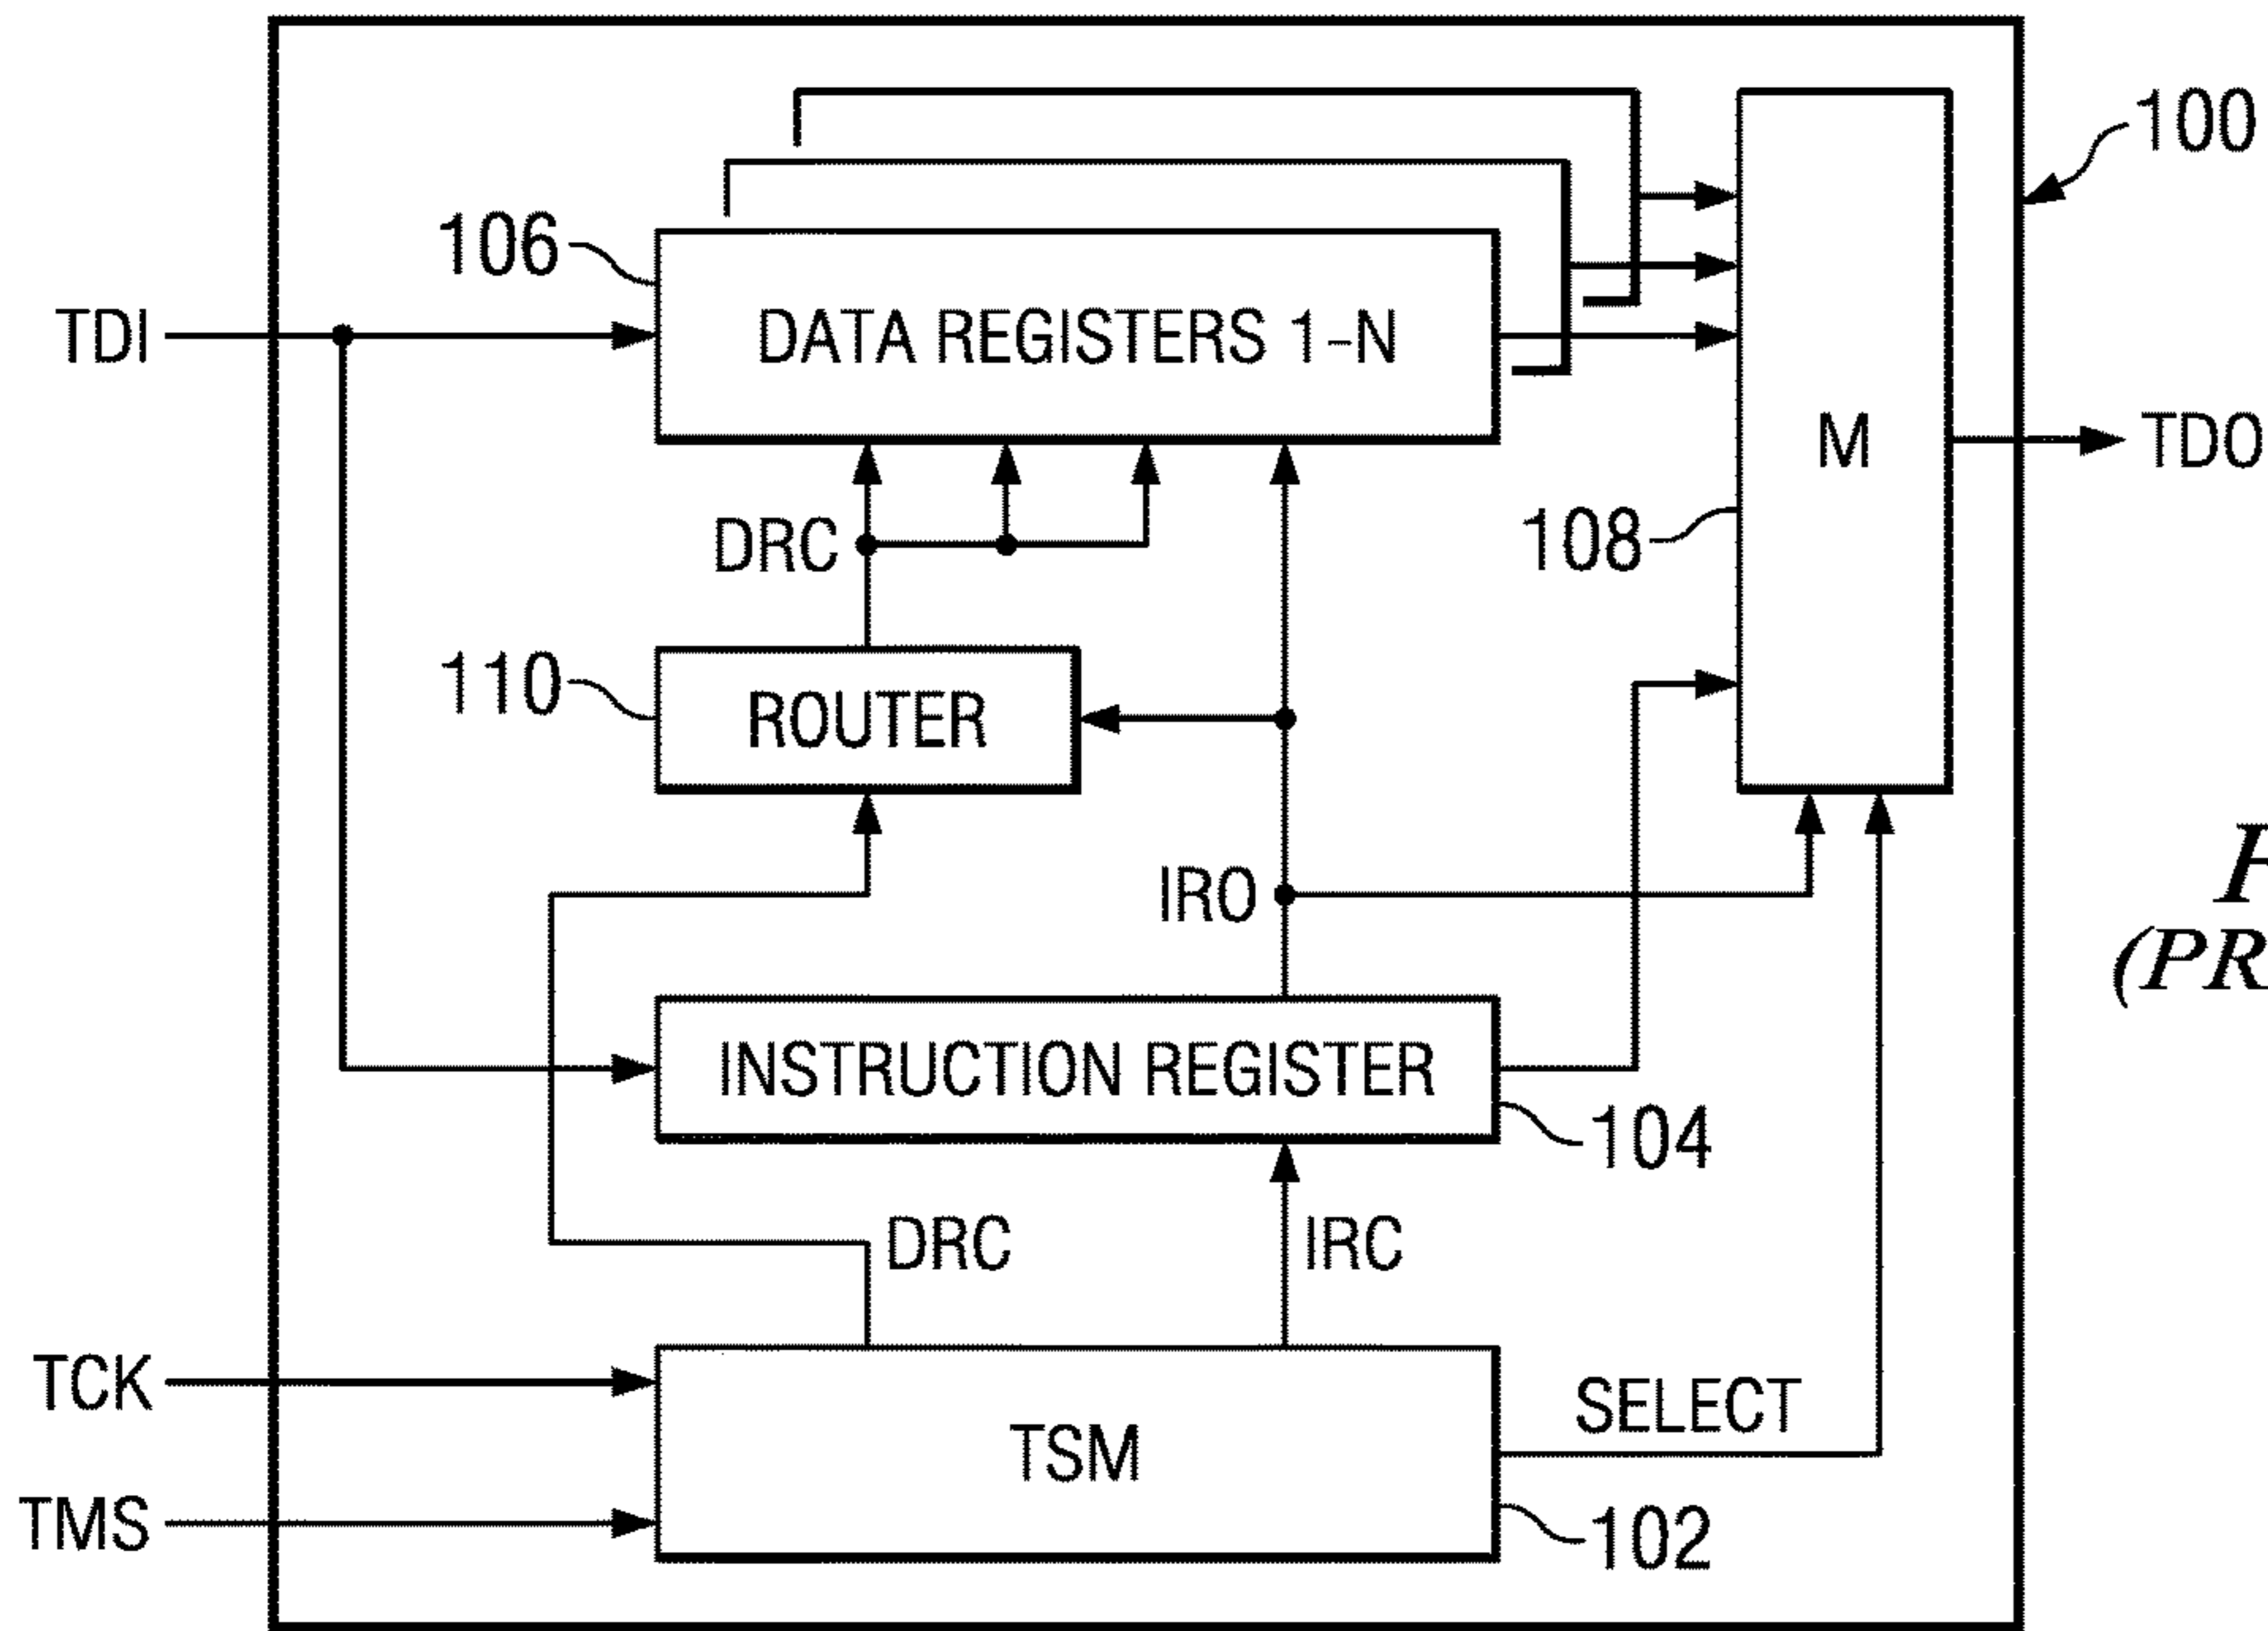 100
106
TDI
DATA REGISTERS 1-N
M
TDO
DRC
108
110
ROUTER
IRO
INSTRUCTION REGISTER
104
DRC
IRC
TCK
SELECT
TSM
TMS
102